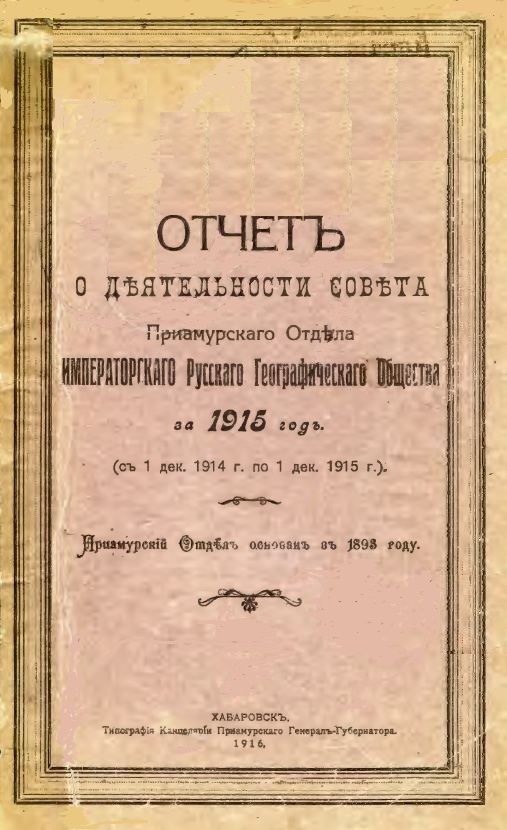 ОТЧЕТЪ
О ДѢЯТЕЛЬНОСТИ СОВѢТА
Приамурскаго Отдѣла
ИМПЕРАТОРСКАГО Русскаго Географическаго Общества
за 1915 годъ.
(съ 1 дек. 1914 г. по 1 дек. 1915 г.).
Приамурскій Отдѣлъ основанъ въ 1893 году.
ХАБАРОВСКЪ.
Типографія Канцеляріи Приамурскаго Генералъ-Губернатора.
1916.